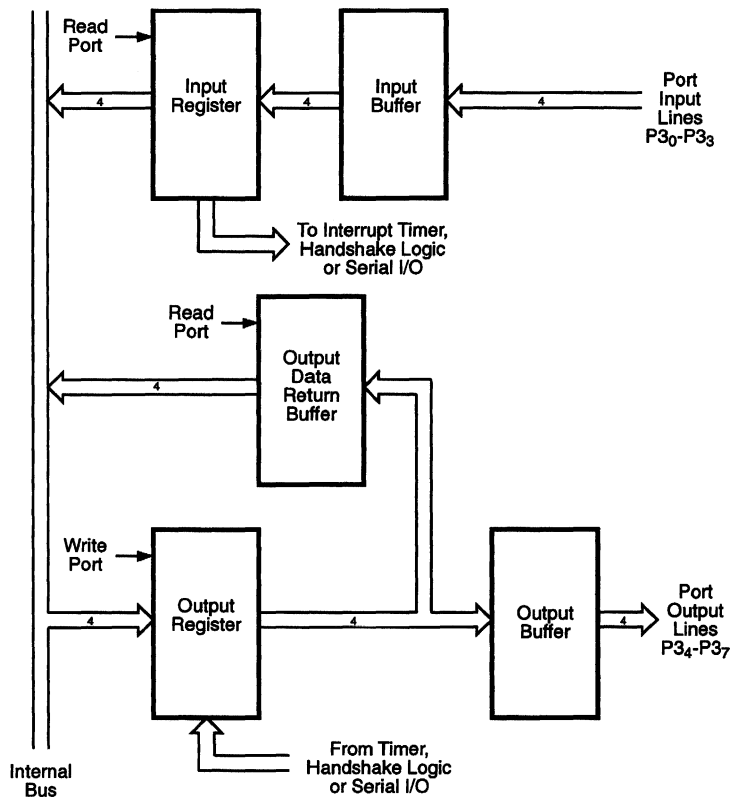 Read
Port
Input
Register
Input
Buffer
Port
Input
Lines
P3₀-P3₃
4
4
4
To Interrupt Timer,
Handshake Logic
or Serial I/O
Read
Port
Output
Data
Return
Buffer
4
Write
Port
Output
Register
Output
Buffer
Port
Output
Lines
P3₄-P3₇
4
4
4
From Timer,
Handshake Logic
or Serial I/O
Internal
Bus